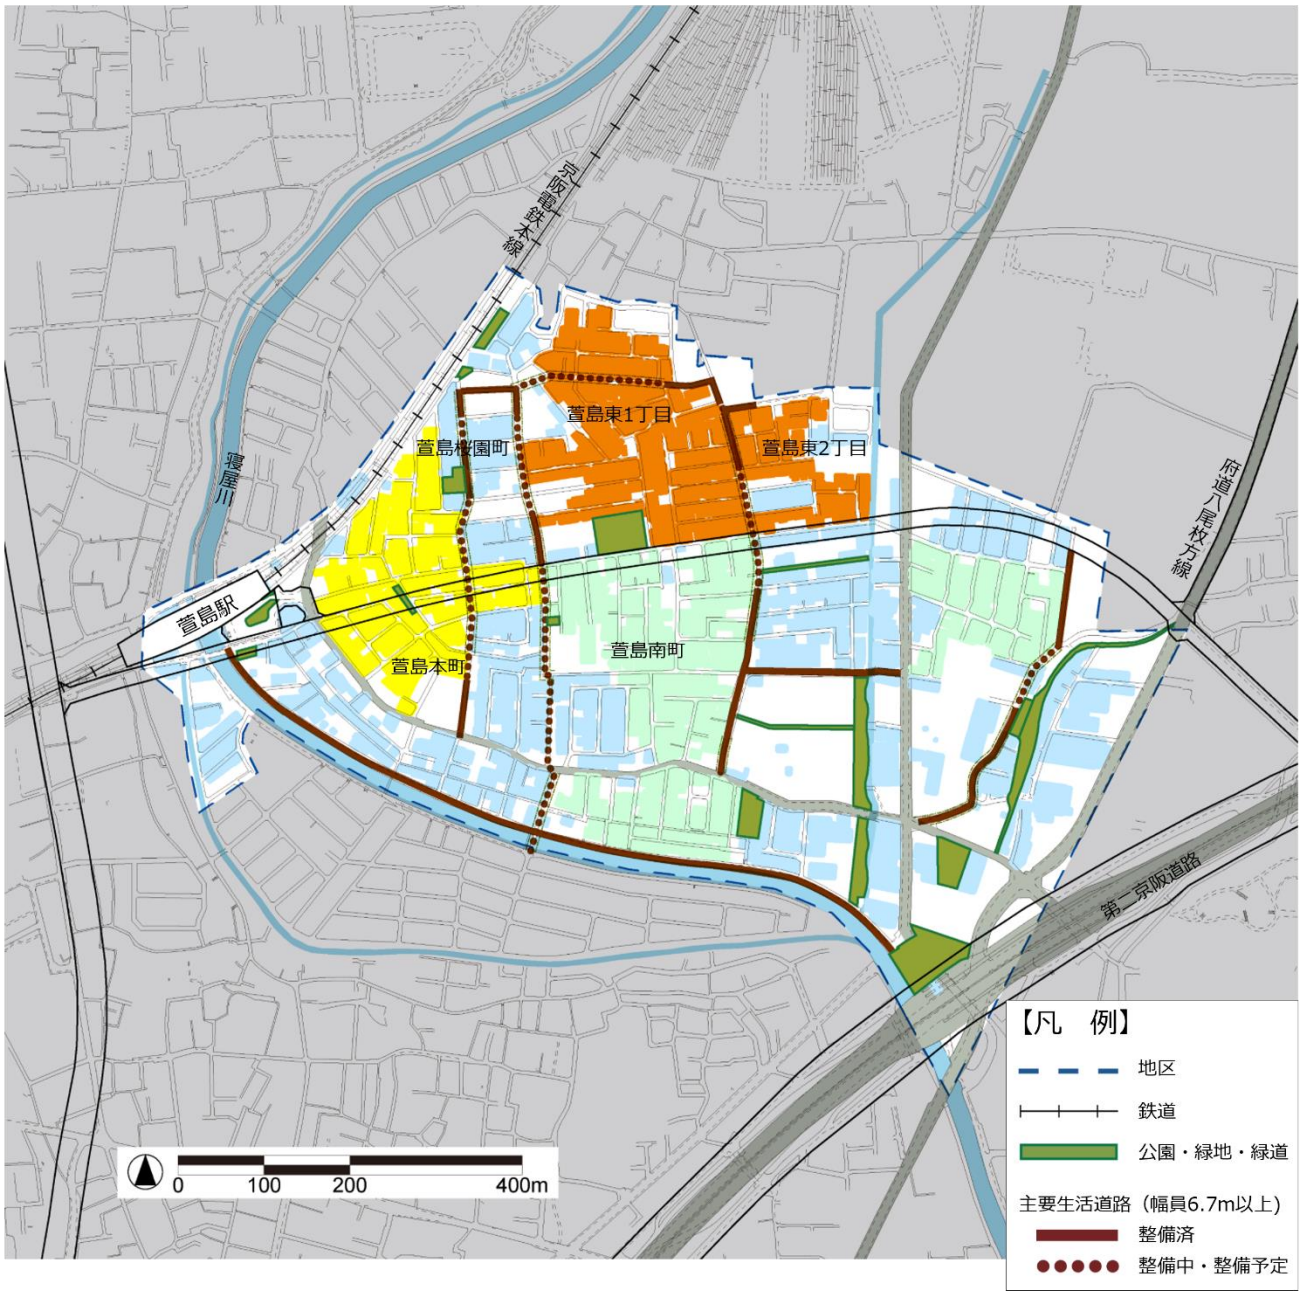 京阪電鉄本線
萱島東1丁目
萱島桜園町
萱島東2丁目
寝屋川
府道八尾枚方線
萱島駅
萱島本町
萱島南町
第二京阪道路
【凡 例】
地区
鉄道
公園・緑地・緑道
主要生活道路（幅員6.7m以上)
整備済
整備中・整備予定
0 100 200 400m